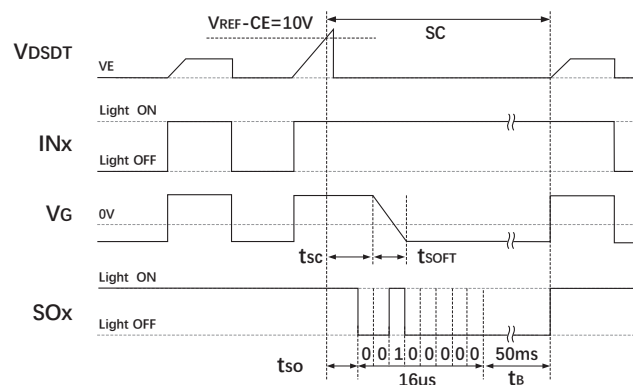 VREF-CE=10V
SC
VDSDT
VE
Light ON
INx
Light OFF
VG
0V
tsc
tSOFT
Light ON
SOx
Light OFF
0 0 1 0 0 0 0 0
50ms
tso
16us
tB